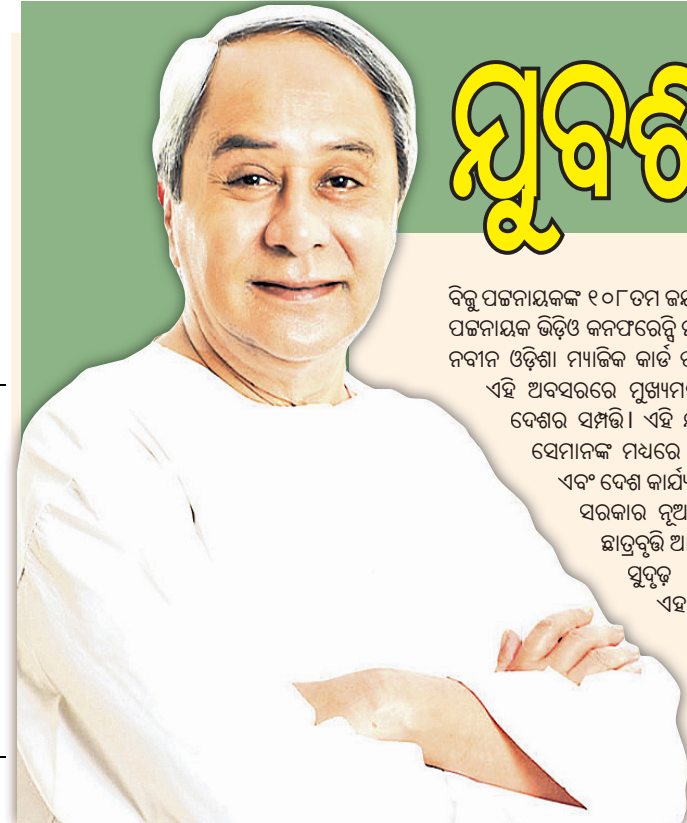 ଯୁବଶ
ବିଜୁ ପଟ୍ଟନାୟକଙ୍କ ୧୦୮ତମ ଜୟ
ପଟ୍ଟନାୟକ ଭିଡ଼ିଓ କନଫରେନ୍ସି
ନବୀନ ଓଡ଼ିଶା ମ୍ୟାଜିକ କାର୍ଡ
ଏହି ଅବସରରେ ମୁଖ୍ୟମ
ଦେଶର ସମ୍ପତ୍ତି। ଏହି
ସେମାନଙ୍କ ମଧ୍ୟରେ
ଏବଂ ଦେଶ କାର୍ଯ୍ୟ
ସରକାର ନୂଆ
ଛାତ୍ରବୃତ୍ତି ଆ
ସୁଦୃଢ଼
ଏହ